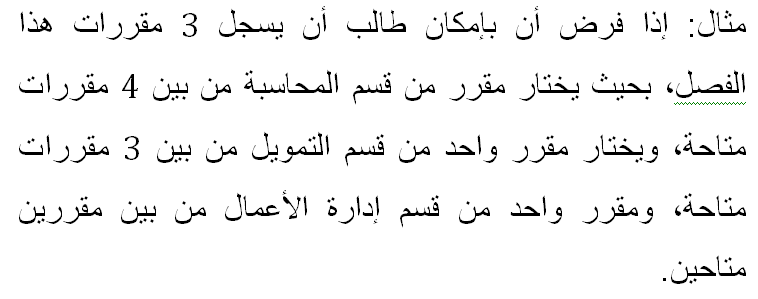 مثال: إذا فرض أن بإمكان طالب أن يسجل 3 مقررات هذا
الفصل، بحيث يختار مقرر من قسم المحاسبة من بين 4 مقررات
متاحة، ويختار مقرر واحد من قسم التمويل من بين 3 مقررات
متاحة، ومقرر واحد من قسم إدارة الأعمال من بين مقررين
متاحين.